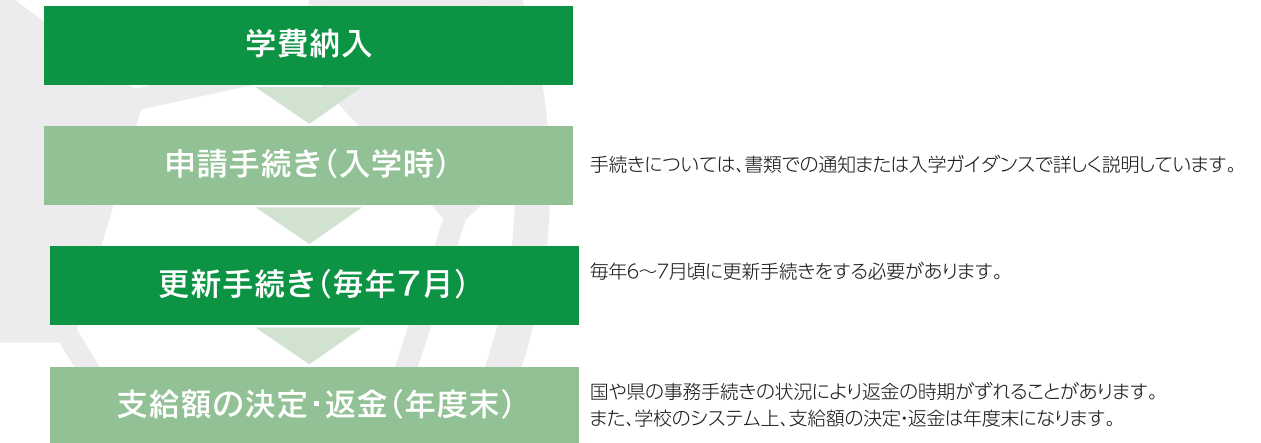 学費納入
申請手続き（入学時）
手続きについては、書類での通知または入学ガイダンスで詳しく説明しています。
更新手続き（毎年7月）
毎年6〜7月頃に更新手続きをする必要があります。
支給額の決定・返金（年度末）
国や県の事務手続きの状況により返金の時期がずれることがあります。
また、学校のシステム上、支給額の決定・返金は年度末になります。